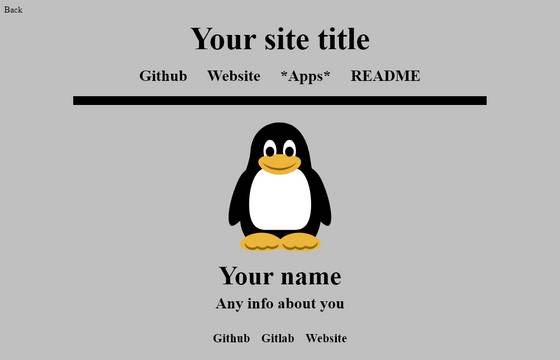 Back
Your site title
Github Website *Apps* README
Your name
Any info about you
Github Gitlab Website